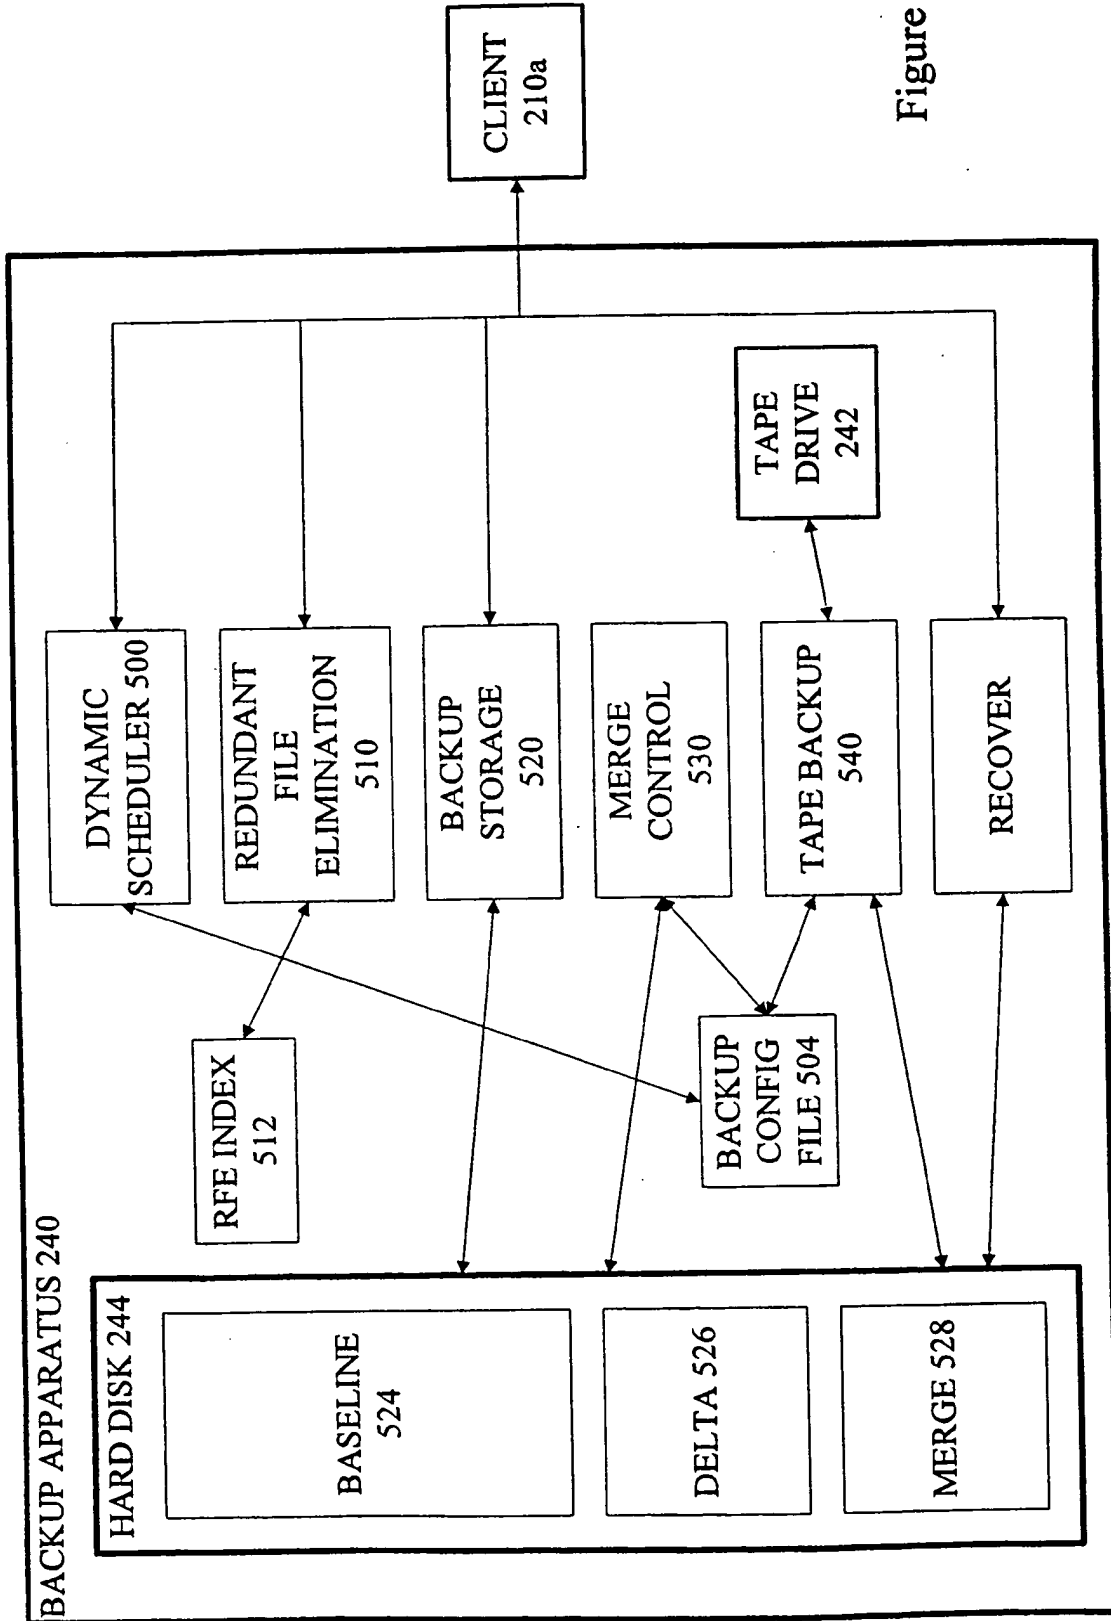 BACKUP APPARATUS 240
HARD DISK 244
BASELINE
524
DELTA 526
MERGE 528
RFE INDEX
512
BACKUP
CONFIG
FILE 504
DYNAMIC
SCHEDULER 500
REDUNDANT
FILE
ELIMINATION
510
BACKUP
STORAGE
520
MERGE
CONTROL
530
TAPE BACKUP
540
RECOVER
TAPE
DRIVE
242
CLIENT
210a
Figure